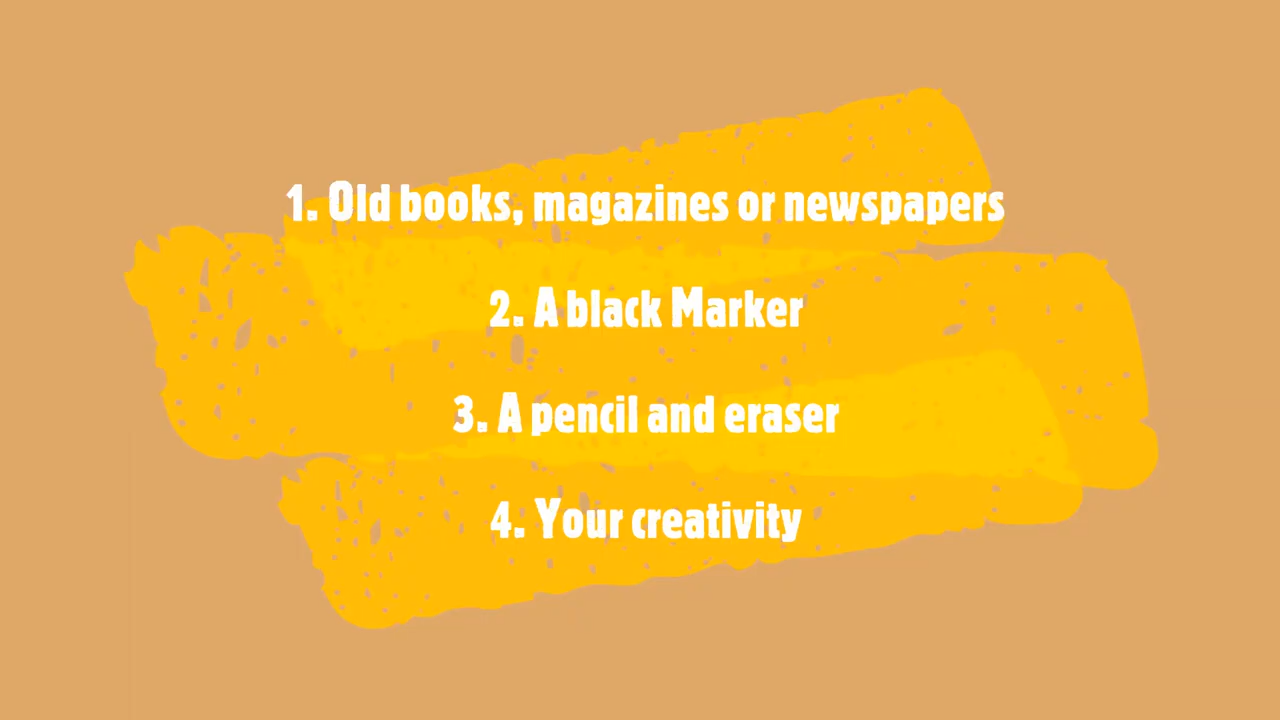 1. Old books, magazines or newspapers
2. A black Marker
3. A pencil and eraser
4. Your creativity